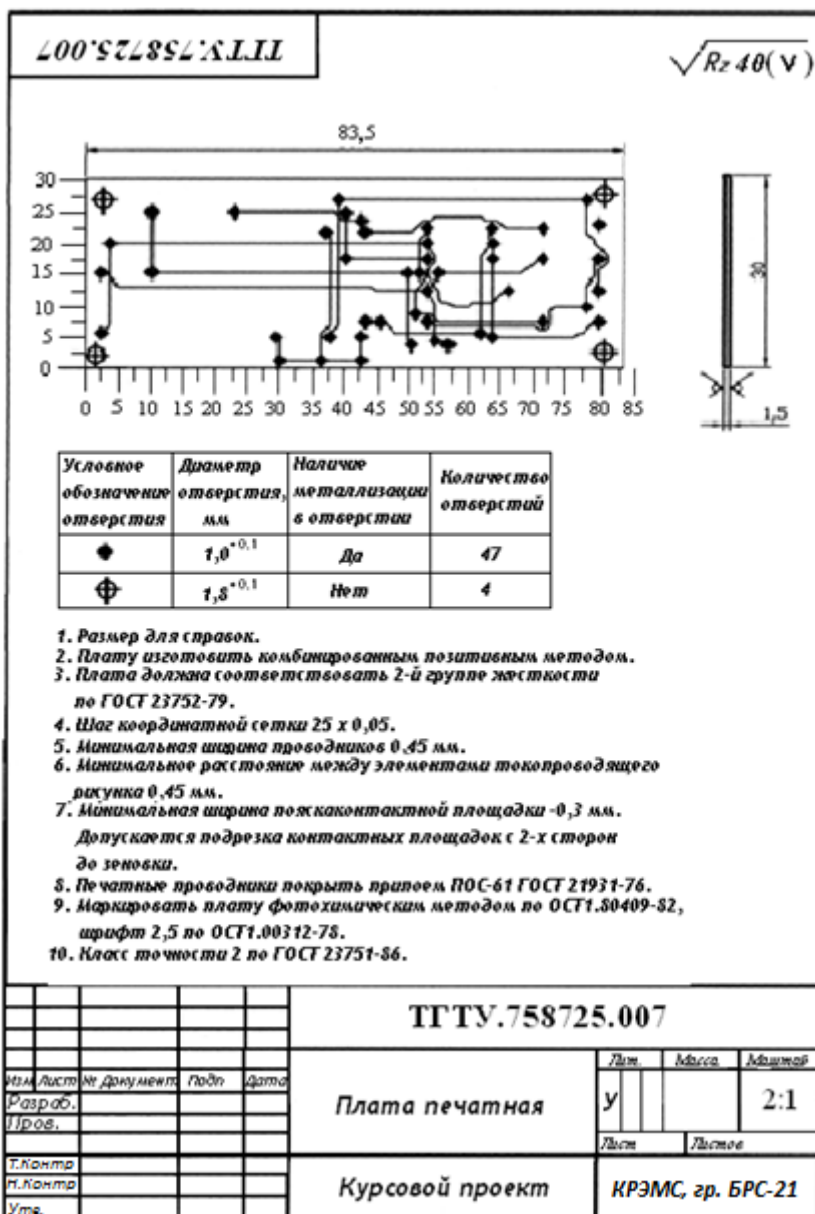 ТГТУ.758725.007
Rz 40(∨)
83,5
30
25
20
15
10
5
0
0 5 10 15 20 25 30 35 40 45 50 55 60 65 70 75 80 85
30
1,5
Условное обозначение отверстия
Диаметр отверстия, мм
Наличие металлизации в отверстии
Количество отверстий
1,0+0,1 Да 47
1,8+0,1 Нет 4
1. Размер для справок.
2. Плату изготовить комбинированным позитивным методом.
3. Плата должна соответствовать 2-й группе жесткости
по ГОСТ 23752-79.
4. Шаг координатной сетки 25 x 0,05.
5. Минимальная ширина проводников 0,45 мм.
6. Минимальное расстояние между элементами токопроводящего
рисунка 0,45 мм.
7. Минимальная ширина пояскаконтактной площадки -0,3 мм.
Допускается подрезка контактных площадок с 2-х сторон
до зеновки.
8. Печатные проводники покрыть припоем ПОС-61 ГОСТ 21931-76.
9. Маркировать плату фотохимическим методом по ОСТ1.80409-82,
шрифт 2,5 по ОСТ1.00312-78.
10. Класс точности 2 по ГОСТ 23751-86.
ТГТУ.758725.007
Изм Лист № Документ Подп Дата
Разраб.
Пров.
Т.Контр
Н.Контр
Утв.
Плата печатная
Лит. Масса Масштаб
У 2:1
Лист Листов
Курсовой проект
КРЭМС, гр. БРС-21